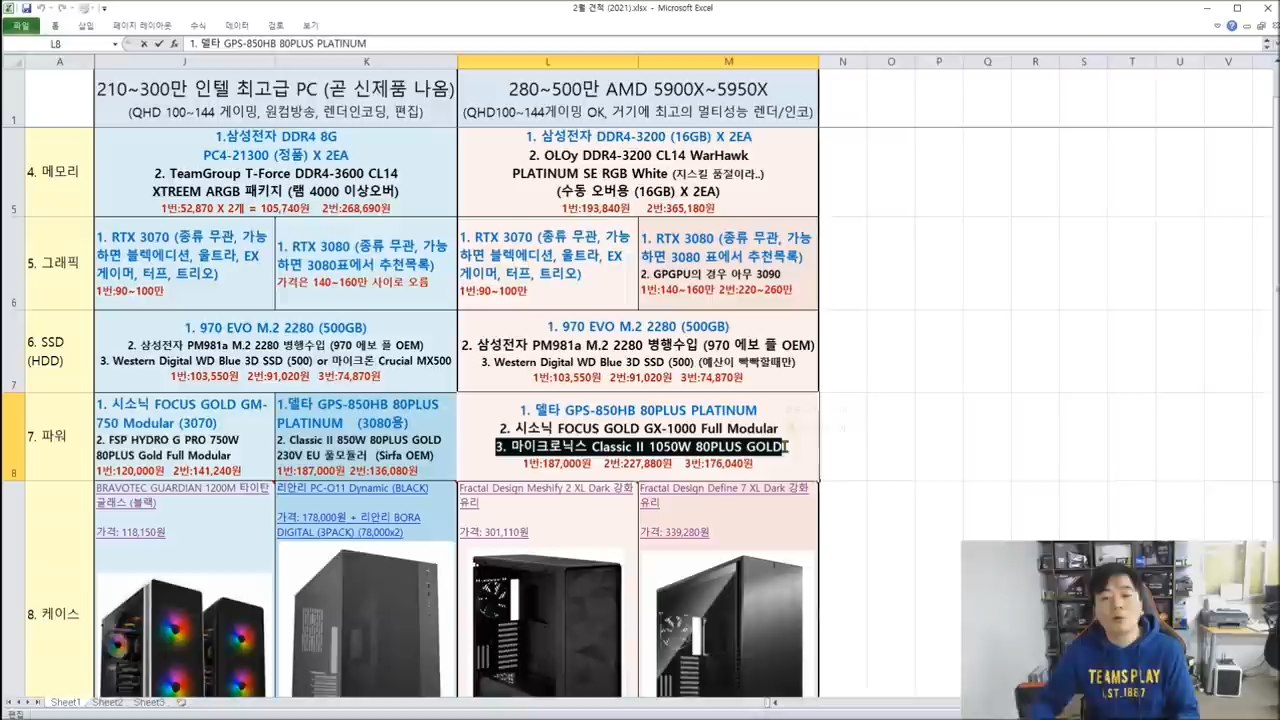 2월 견적 (2021).xlsx - Microsoft Excel
파일 홈 삽입 페이지 레이아웃 수식 데이터 검토 보기
L8
1. 델타 GPS-850HB 80PLUS PLATINUM
A J K L M N O P Q R S T U V
1
210~300만 인텔 최고급 PC (곧 신제품 나옴)
(QHD 100~144 게이밍, 원컴방송, 렌더인코딩, 편집)
280~500만 AMD 5900X~5950X
(QHD100~144게이밍 OK, 거기에 최고의 멀티성능 렌더/인코)
4. 메모리
5
1.삼성전자 DDR4 8G
PC4-21300 (정품) X 2EA
2. TeamGroup T-Force DDR4-3600 CL14
XTREEM ARGB 패키지 (램 4000 이상오버)
1번:52,870 X 2개 = 105,740원 2번:268,690원
1. 삼성전자 DDR4-3200 (16GB) X 2EA
2. OLOy DDR4-3200 CL14 WarHawk
PLATINUM SE RGB White (지스킬 품절이라..)
(수동 오버용 (16GB) X 2EA)
1번:193,840원 2번:365,180원
5. 그래픽
6
1. RTX 3070 (종류 무관, 가능
하면 블렉에디션, 울트라, EX
게이머, 터프, 트리오)
1번:90~100만
1. RTX 3080 (종류 무관, 가능
하면 3080표에서 추천목록)
가격은 140~160만 사이로 오름
1. RTX 3070 (종류 무관, 가능
하면 블렉에디션, 울트라, EX
게이머, 터프, 트리오)
1번:90~100만
1. RTX 3080 (종류 무관, 가능
하면 3080 표에서 추천목록)
2. GPGPU의 경우 아무 3090
1번:140~160만 2번:220~260만
6. SSD
(HDD)
7
1. 970 EVO M.2 2280 (500GB)
2. 삼성전자 PM981a M.2 2280 병행수입 (970 에보 플 OEM)
3. Western Digital WD Blue 3D SSD (500) or 마이크론 Crucial MX500
1번:103,550원 2번:91,020원 3번:74,870원
1. 970 EVO M.2 2280 (500GB)
2. 삼성전자 PM981a M.2 2280 병행수입 (970 에보 플 OEM)
3. Western Digital WD Blue 3D SSD (500) (예산이 빡빡할때만)
1번:103,550원 2번:91,020원 3번:74,870원
7. 파워
8
1. 시소닉 FOCUS GOLD GM-
750 Modular (3070)
2. FSP HYDRO G PRO 750W
80PLUS Gold Full Modular
1번:120,000원 2번:141,240원
1.델타 GPS-850HB 80PLUS
PLATINUM (3080용)
2. Classic II 850W 80PLUS GOLD
230V EU 풀모듈러 (Sirfa OEM)
1번:187,000원 2번:136,080원
1. 델타 GPS-850HB 80PLUS PLATINUM
2. 시소닉 FOCUS GOLD GX-1000 Full Modular
3. 마이크로닉스 Classic II 1050W 80PLUS GOLD
1번:187,000원 2번:227,880원 3번:176,040원
8. 케이스
BRAVOTEC GUARDIAN 1200M 타이탄
글래스 (블랙)
가격: 118,150원
리안리 PC-O11 Dynamic (BLACK)
가격: 178,000원 + 리안리 BORA
DIGITAL (3PACK) (78,000x2)
Fractal Design Meshify 2 XL Dark 강화
유리
가격: 301,110원
Fractal Design Define 7 XL Dark 강화
유리
가격: 339,280원
TEAMS PLAY
Sheet1 Sheet2 Sheet3
편집